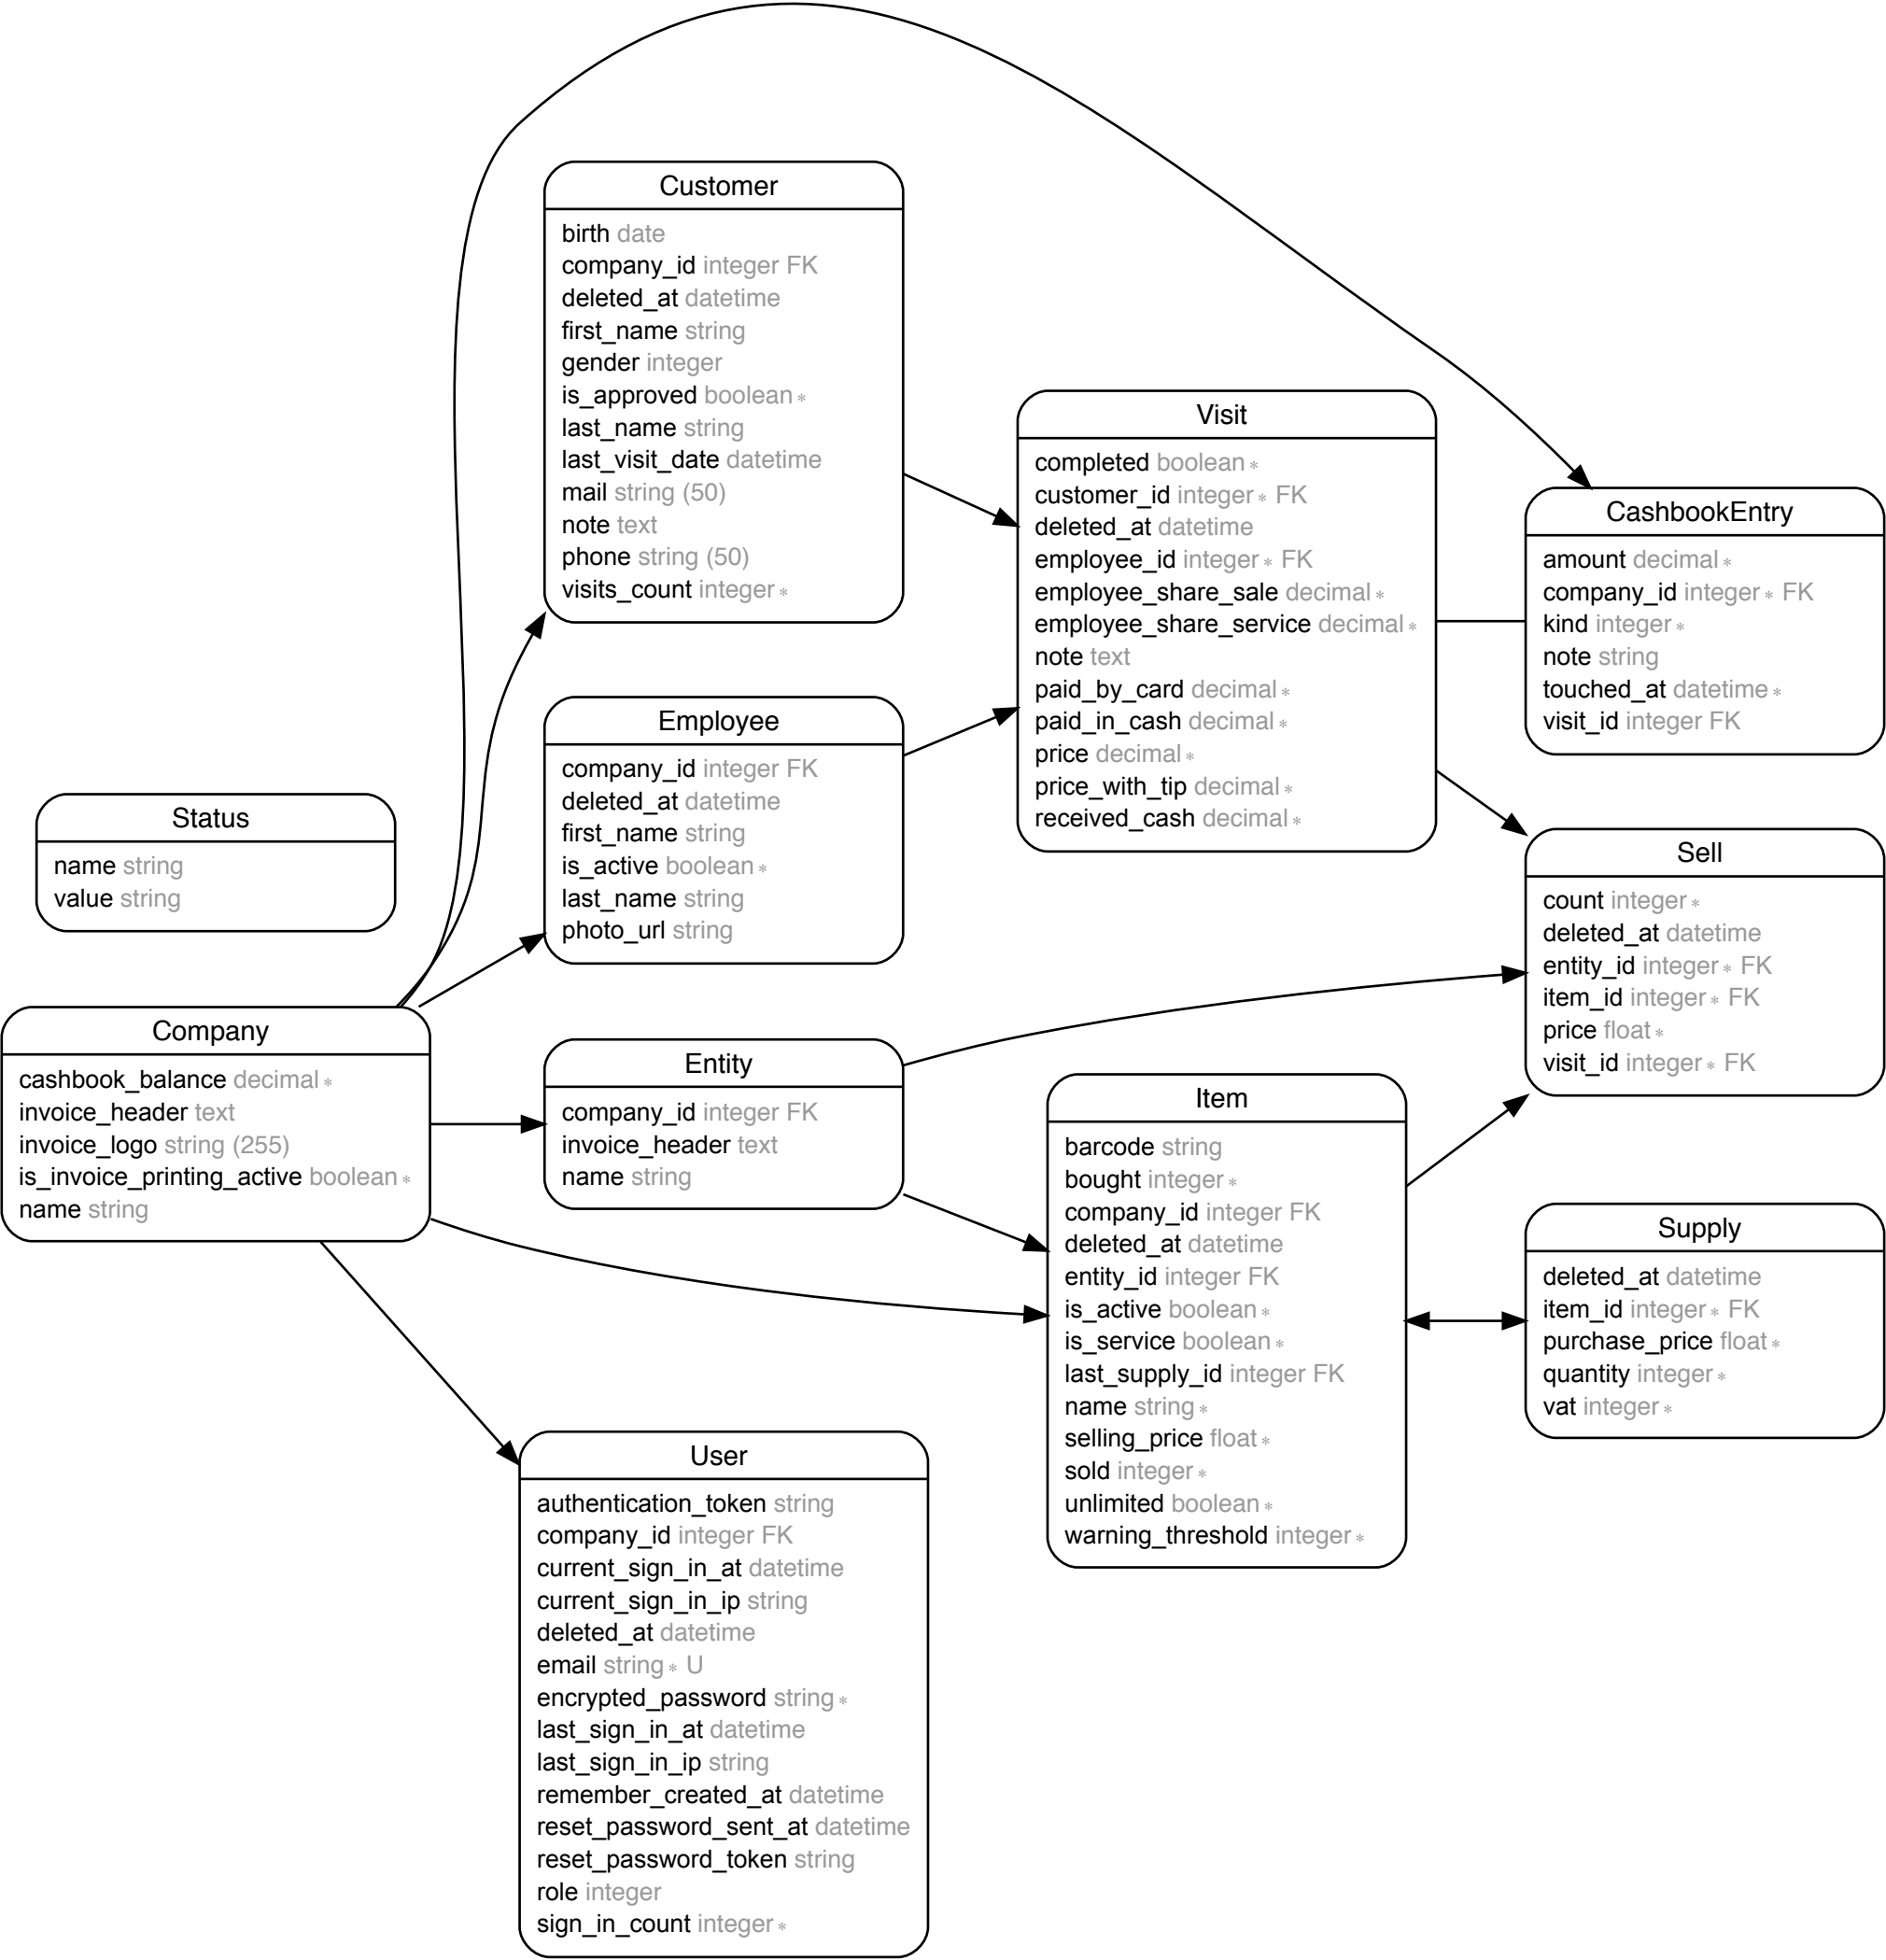 Customer
birth date
company_id integer FK
deleted_at datetime
first_name string
gender integer
is_approved boolean ∗
last_name string
last_visit_date datetime
mail string (50)
note text
phone string (50)
visits_count integer ∗
Visit
completed boolean ∗
customer_id integer ∗ FK
deleted_at datetime
employee_id integer ∗ FK
employee_share_sale decimal ∗
employee_share_service decimal ∗
note text
paid_by_card decimal ∗
paid_in_cash decimal ∗
price decimal ∗
price_with_tip decimal ∗
received_cash decimal ∗
CashbookEntry
amount decimal ∗
company_id integer ∗ FK
kind integer ∗
note string
touched_at datetime ∗
visit_id integer FK
Employee
company_id integer FK
deleted_at datetime
first_name string
is_active boolean ∗
last_name string
photo_url string
Status
name string
value string
Sell
count integer ∗
deleted_at datetime
entity_id integer ∗ FK
item_id integer ∗ FK
price float ∗
visit_id integer ∗ FK
Company
cashbook_balance decimal ∗
invoice_header text
invoice_logo string (255)
is_invoice_printing_active boolean ∗
name string
Entity
company_id integer FK
invoice_header text
name string
Item
barcode string
bought integer ∗
company_id integer FK
deleted_at datetime
entity_id integer FK
is_active boolean ∗
is_service boolean ∗
last_supply_id integer FK
name string ∗
selling_price float ∗
sold integer ∗
unlimited boolean ∗
warning_threshold integer ∗
Supply
deleted_at datetime
item_id integer ∗ FK
purchase_price float ∗
quantity integer ∗
vat integer ∗
User
authentication_token string
company_id integer FK
current_sign_in_at datetime
current_sign_in_ip string
deleted_at datetime
email string ∗ U
encrypted_password string ∗
last_sign_in_at datetime
last_sign_in_ip string
remember_created_at datetime
reset_password_sent_at datetime
reset_password_token string
role integer
sign_in_count integer ∗